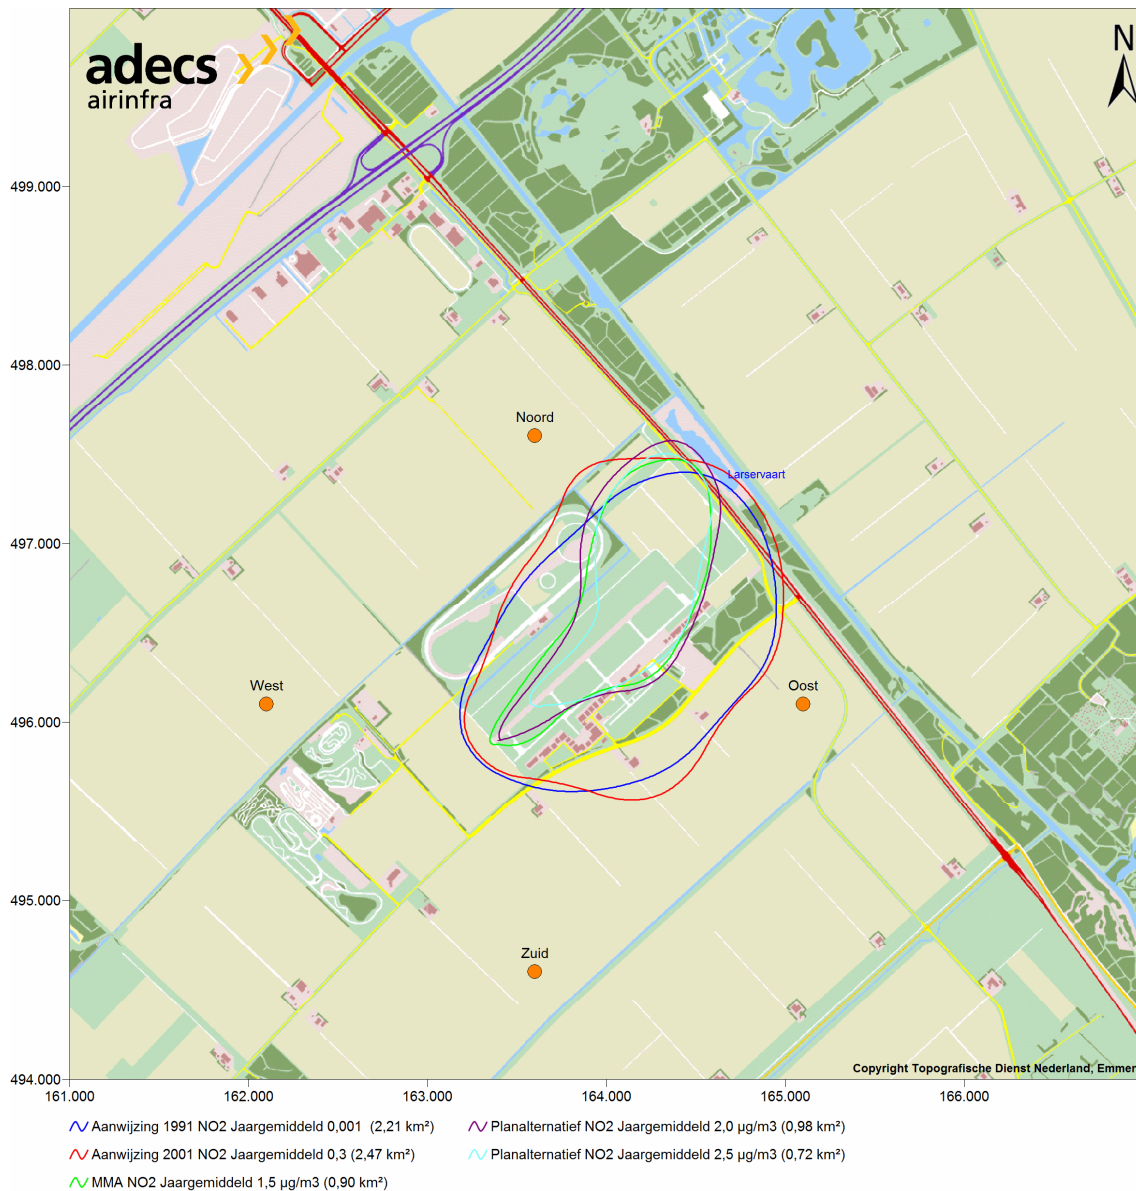 adecs
airinfra
N
499.000
498.000
Noord
Larservaart
497.000
West
Oost
496.000
495.000
Zuid
494.000
Copyright Topografische Dienst Nederland, Emmen
161.000
162.000
163.000
164.000
165.000
166.000
Aanwijzing 1991 NO2 Jaargemiddeld 0,001 (2,21 km²)
Planalternatief NO2 Jaargemiddeld 2,0 µg/m3 (0,98 km²)
Aanwijzing 2001 NO2 Jaargemiddeld 0,3 (2,47 km²)
Planalternatief NO2 Jaargemiddeld 2,5 µg/m3 (0,72 km²)
MMA NO2 Jaargemiddeld 1,5 µg/m3 (0,90 km²)